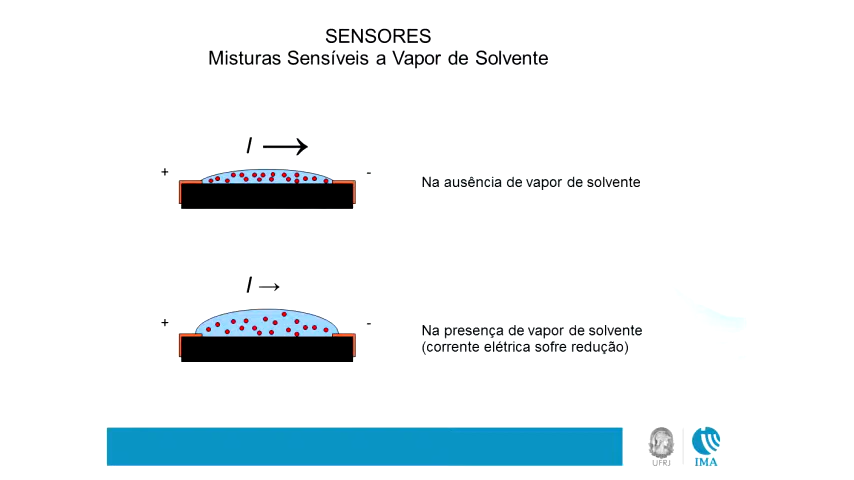 SENSORES
Misturas Sensíveis a Vapor de Solvente
I
+
-
Na ausência de vapor de solvente
I
+
-
Na presença de vapor de solvente
(corrente elétrica sofre redução)
UFRJ
IMA